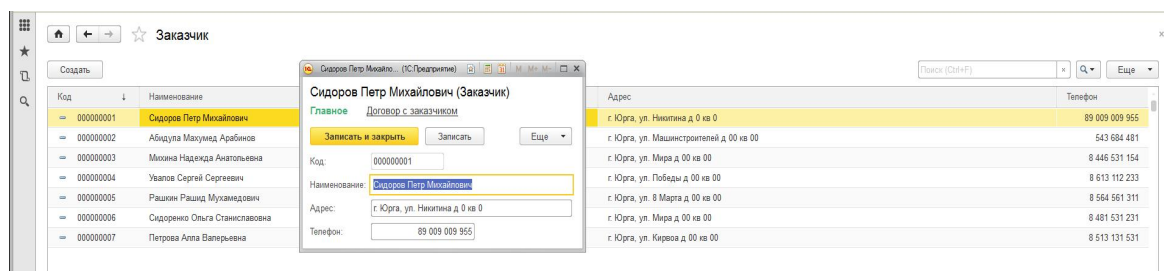 Заказчик
Создать
Поиск (Ctrl+F)
Еще
Код Наименование Адрес Телефон
000000001 Сидоров Петр Михайлович г. Юрга, ул. Никитина д 0 кв 0 89 009 009 955
000000002 Абидула Махумед Арабинов г. Юрга, ул. Машинстроителей д 00 кв 00 543 684 481
000000003 Михина Надежда Анатольевна г. Юрга, ул. Мира д 00 кв 00 8 446 531 154
000000004 Увалов Сергей Сергеевич г. Юрга, ул. Победы д 00 кв 00 8 613 112 233
000000005 Рашкин Рашид Мухамедович г. Юрга, ул. 8 Марта д 00 кв 00 8 564 561 311
000000006 Сидоренко Ольга Станиславовна г. Юрга, ул. Мира д 00 кв 00 8 481 531 231
000000007 Петрова Алла Валерьевна г. Юрга, ул. Кирвоа д 00 кв 00 8 513 131 531
Сидоров Петр Михайло... (1С:Предприятие) M M+ M-
Сидоров Петр Михайлович (Заказчик)
Главное Договор с заказчиком
Записать и закрыть Записать Еще
Код: 000000001
Наименование: Сидоров Петр Михайлович
Адрес: г. Юрга, ул. Никитина д 0 кв 0
Телефон: 89 009 009 955